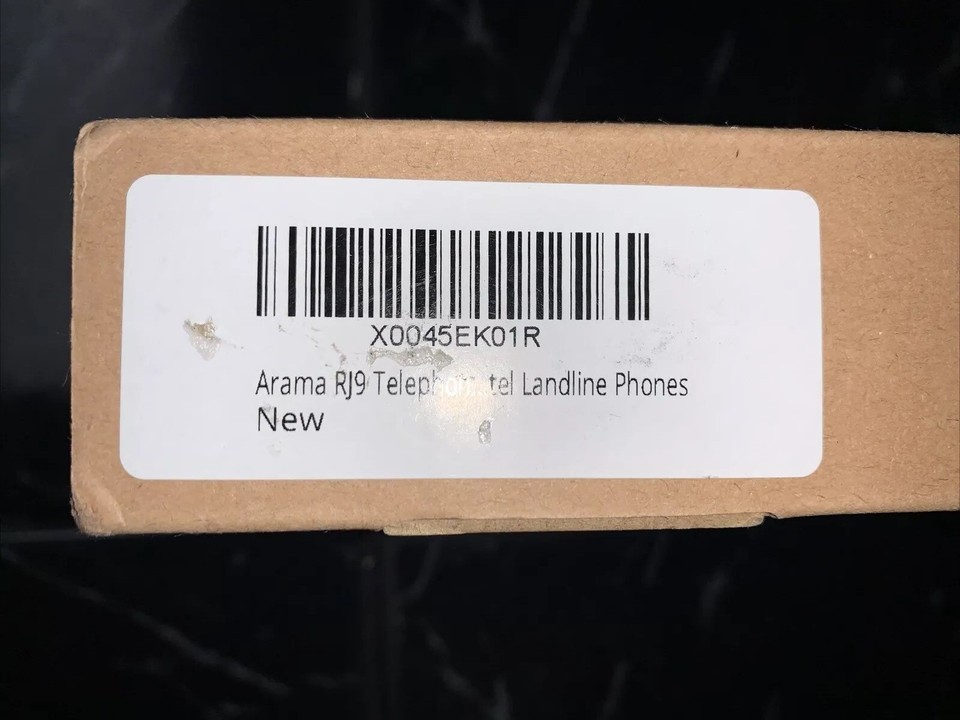 X0045EK01R
Arama RJ9 tel Landline Phones
New